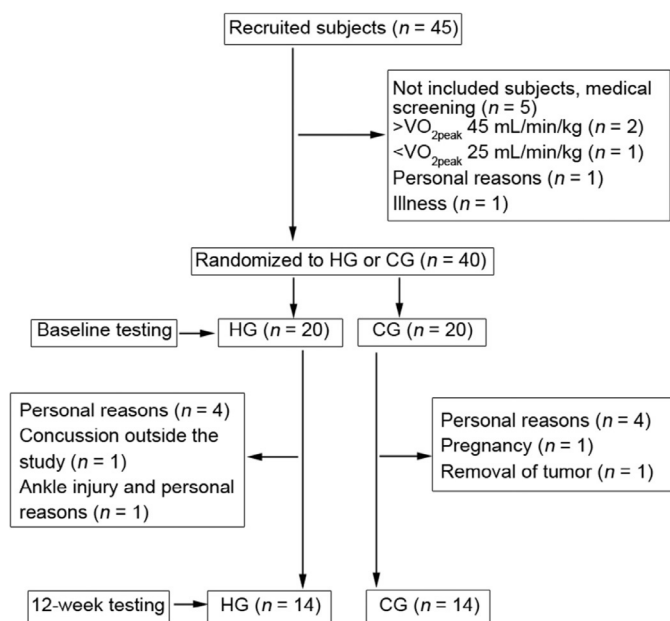 Recruited subjects (n = 45)
Not included subjects, medical
screening (n = 5)
>VO2peak 45 mL/min/kg (n = 2)
<VO2peak 25 mL/min/kg (n = 1)
Personal reasons (n = 1)
Illness (n = 1)
Randomized to HG or CG (n = 40)
Baseline testing
HG (n = 20)
CG (n = 20)
Personal reasons (n = 4)
Concussion outside the
study (n = 1)
Ankle injury and personal
reasons (n = 1)
Personal reasons (n = 4)
Pregnancy (n = 1)
Removal of tumor (n = 1)
12-week testing
HG (n = 14)
CG (n = 14)